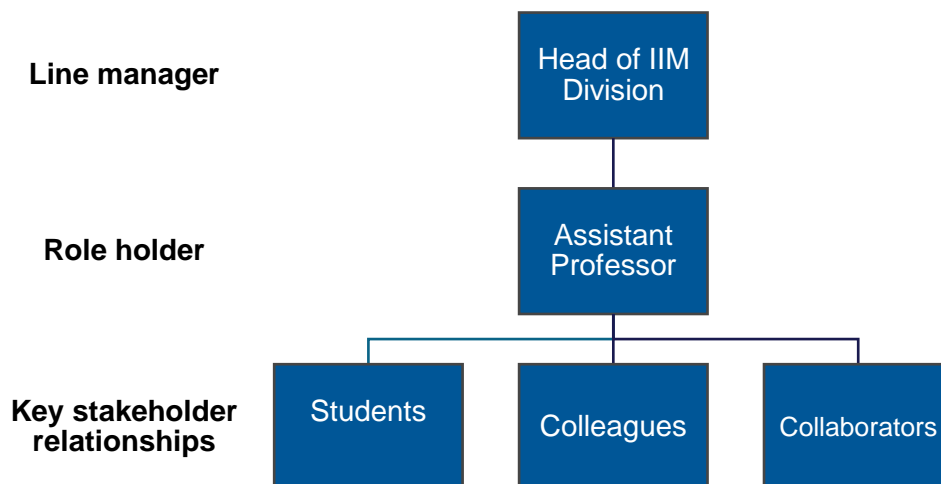 Line manager
Head of IIM
Division
Role holder
Assistant
Professor
Key stakeholder
relationships
Students
Colleagues
Collaborators